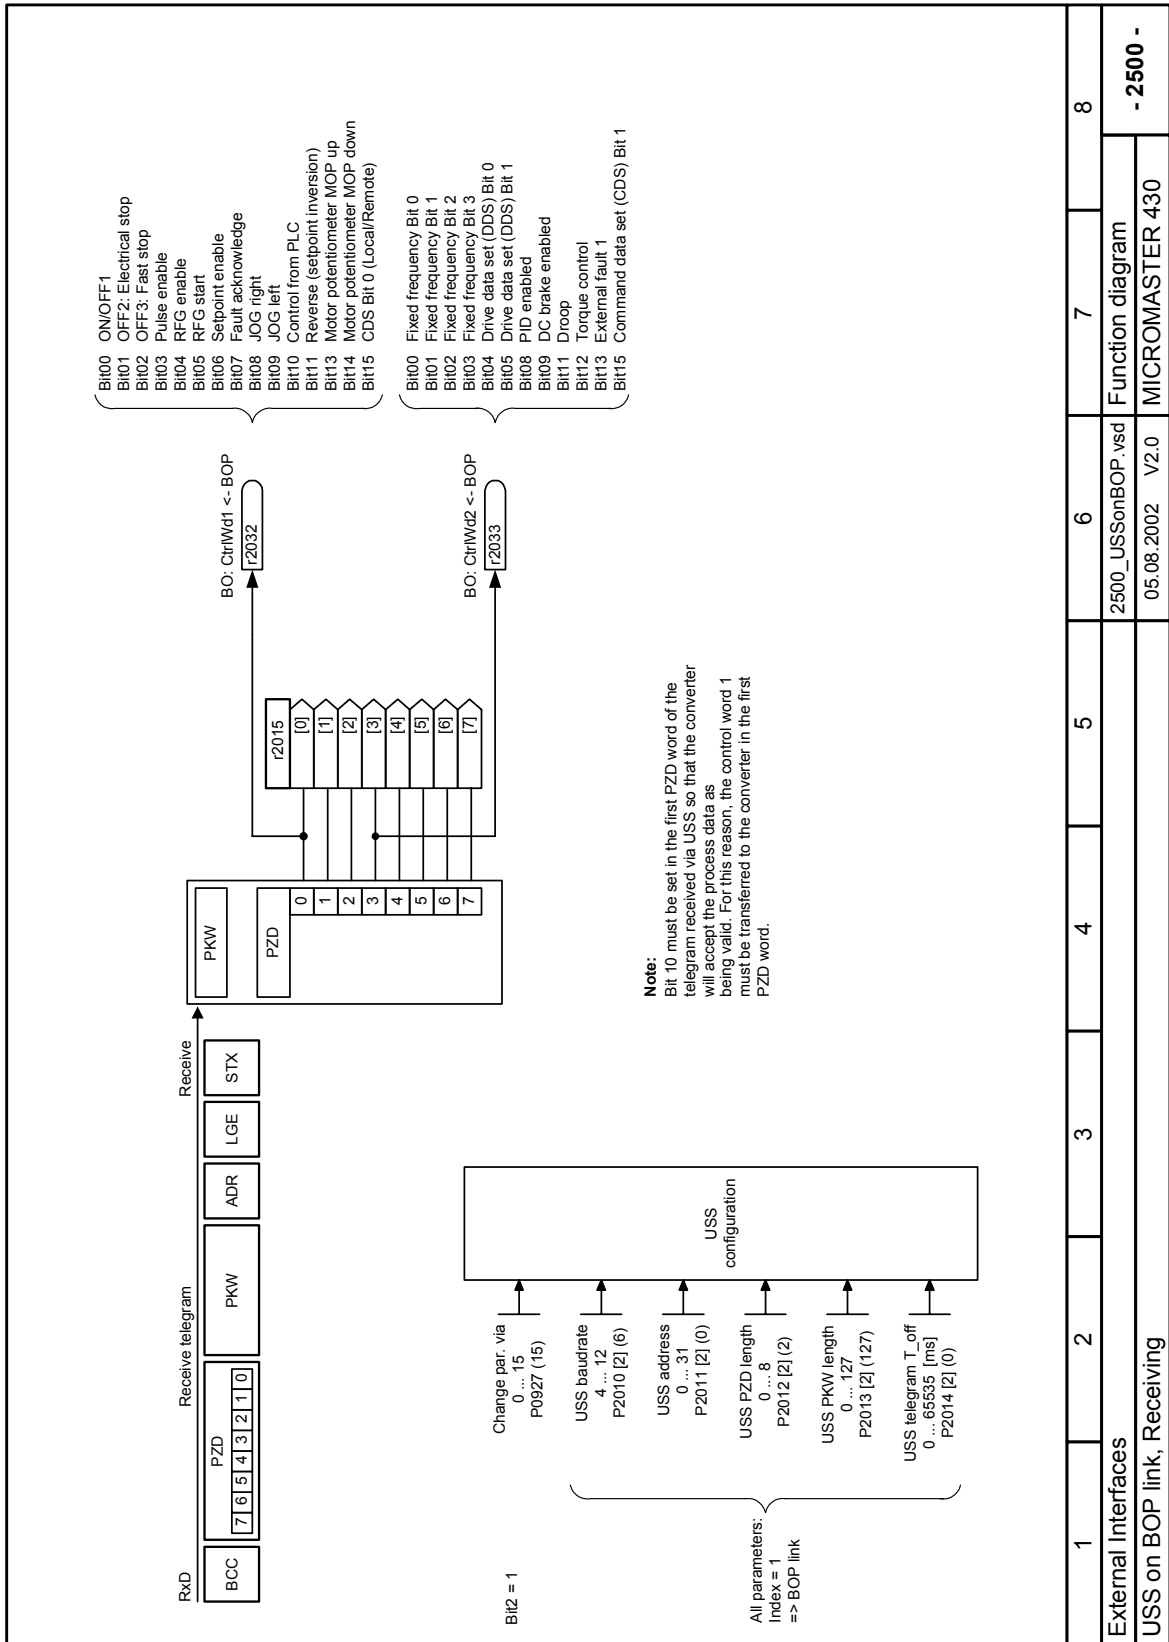 RxD
Receive telegram
Receive
BCC
PZD
7 6 5 4 3 2 1 0
PKW
ADR
LGE
STX
PKW
PZD
0
1
2
3
4
5
6
7
r2015
[0]
[1]
[2]
[3]
[4]
[5]
[6]
[7]
BO: CtrlWd1 <- BOP
r2032
BO: CtrlWd2 <- BOP
r2033
Bit00 ON/OFF1
Bit01 OFF2: Electrical stop
Bit02 OFF3: Fast stop
Bit03 Pulse enable
Bit04 RFG enable
Bit05 RFG start
Bit06 Setpoint enable
Bit07 Fault acknowledge
Bit08 JOG right
Bit09 JOG left
Bit10 Control from PLC
Bit11 Reverse (setpoint inversion)
Bit13 Motor potentiometer MOP up
Bit14 Motor potentiometer MOP down
Bit15 CDS Bit 0 (Local/Remote)
Bit00 Fixed frequency Bit 0
Bit01 Fixed frequency Bit 1
Bit02 Fixed frequency Bit 2
Bit03 Fixed frequency Bit 3
Bit04 Drive data set (DDS) Bit 0
Bit05 Drive data set (DDS) Bit 1
Bit08 PID enabled
Bit09 DC brake enabled
Bit11 Droop
Bit12 Torque control
Bit13 External fault 1
Bit15 Command data set (CDS) Bit 1
Bit2 = 1
Change par. via
0 ... 15
P0927 (15)
USS baudrate
4 ... 12
P2010 [2] (6)
USS address
0 ... 31
P2011 [2] (0)
USS PZD length
0 ... 8
P2012 [2] (2)
USS PKW length
0 ... 127
P2013 [2] (127)
USS telegram T_off
0 ... 65535 [ms]
P2014 [2] (0)
All parameters:
Index = 1
=> BOP link
USS
configuration
Note:
Bit 10 must be set in the first PZD word of the
telegram received via USS so that the converter
will accept the process data as
being valid. For this reason, the control word 1
must be transferred to the converter in the first
PZD word.
1 2 3 4 5 6 7 8
External Interfaces
2500_USSonBOP.vsd
Function diagram
- 2500 -
USS on BOP link, Receiving
05.08.2002 V2.0
MICROMASTER 430